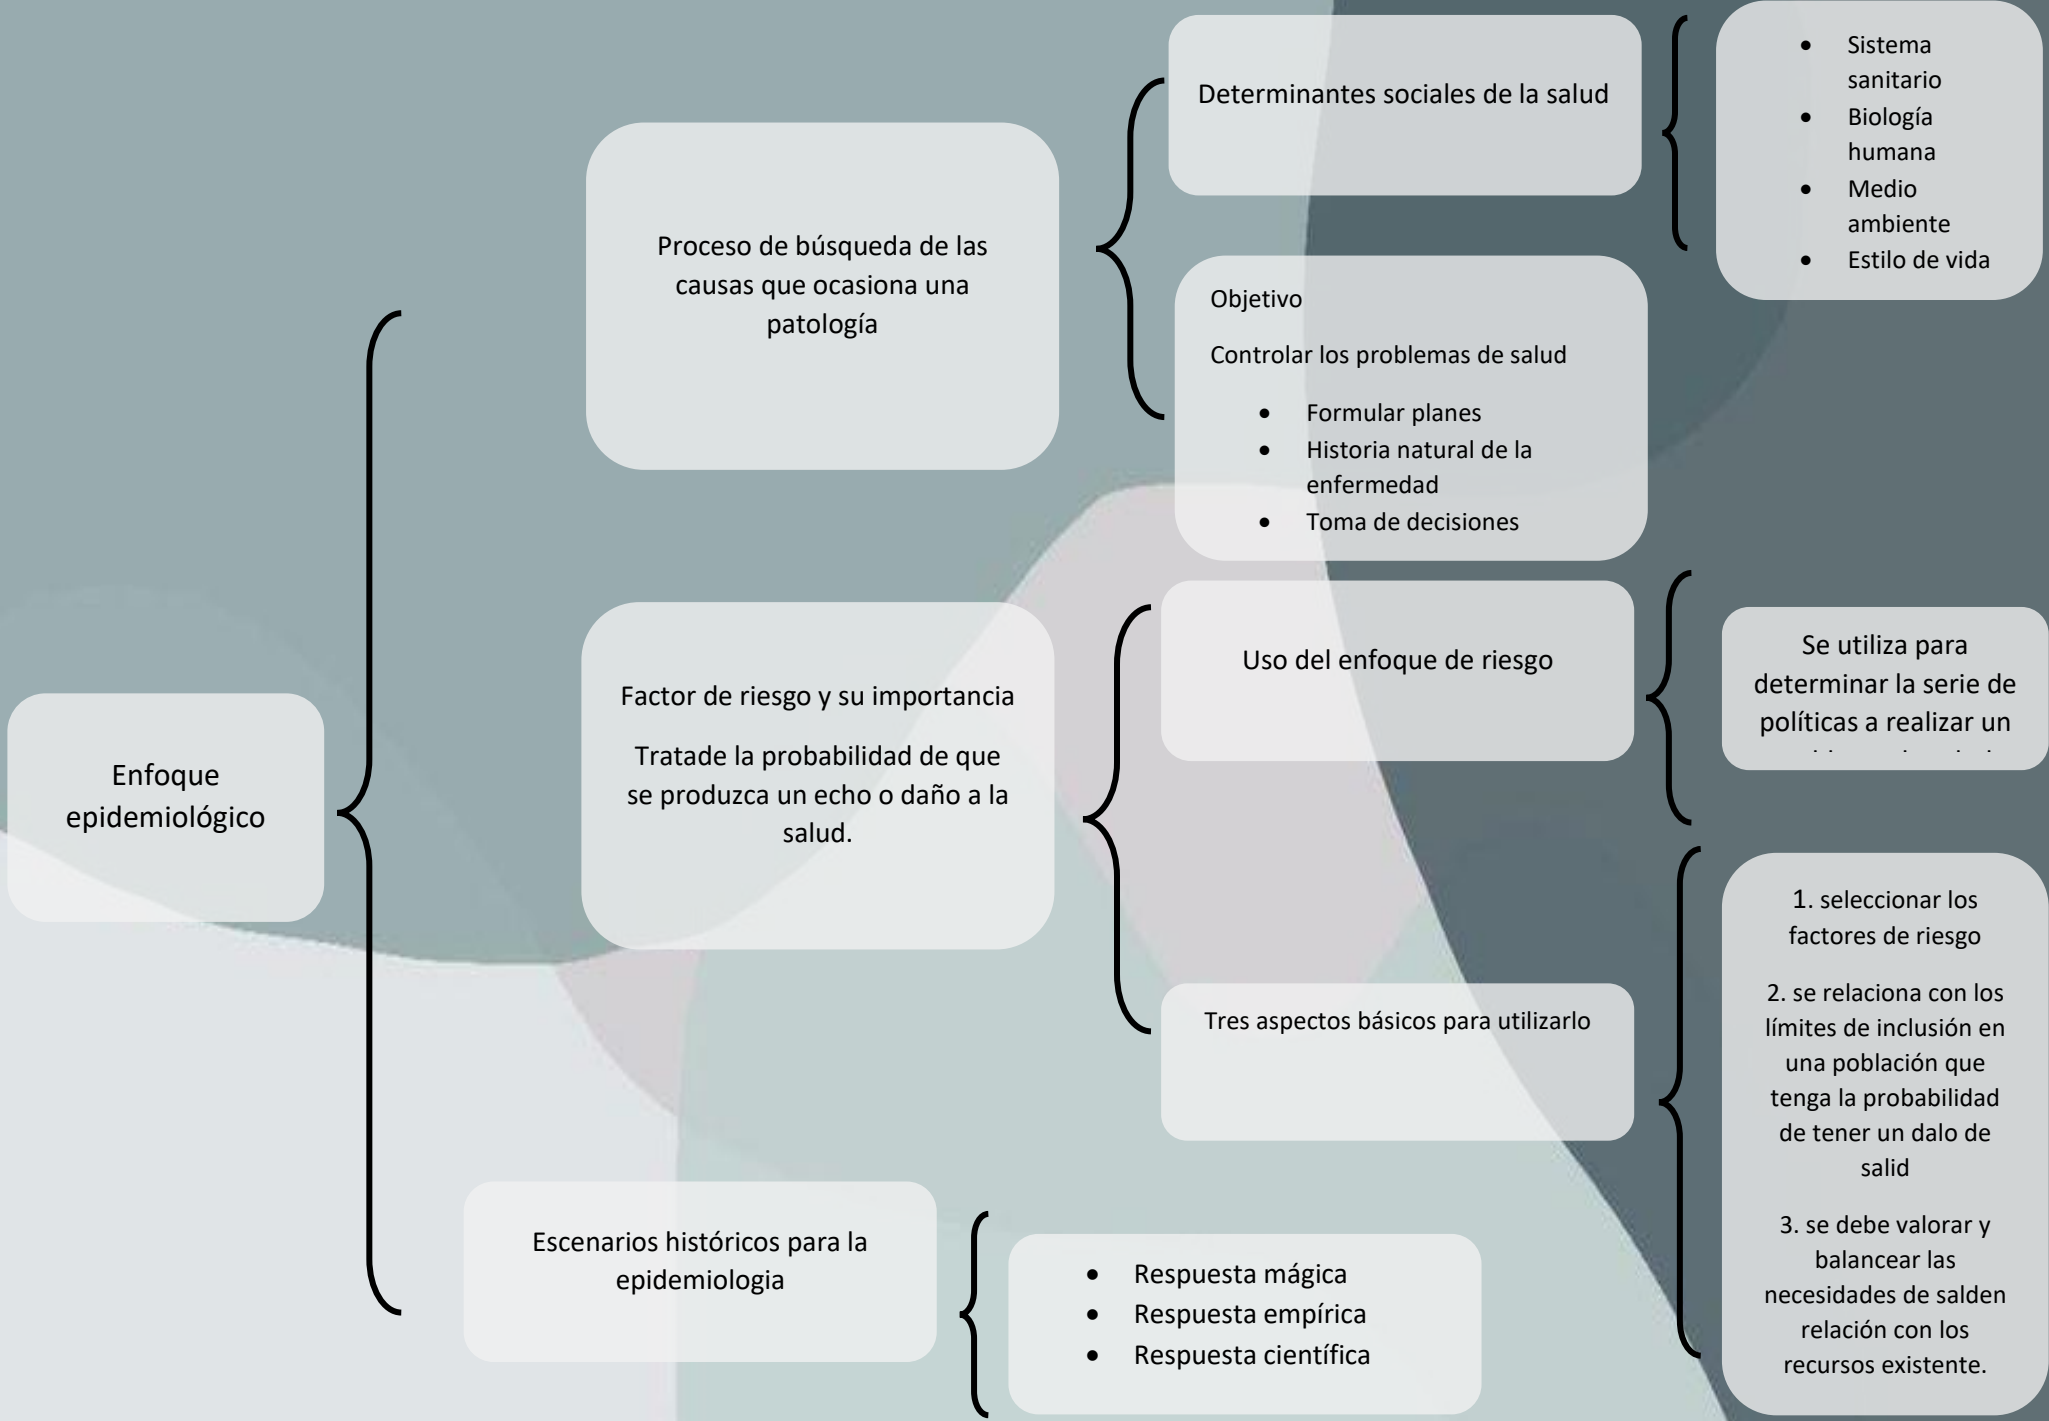 Enfoque
epidemiológico
Proceso de búsqueda de las
causas que ocasiona una
patología
Determinantes sociales de la salud
• Sistema
sanitario
• Biología
humana
• Medio
ambiente
• Estilo de vida
Objetivo
Controlar los problemas de salud
• Formular planes
• Historia natural de la
enfermedad
• Toma de decisiones
Factor de riesgo y su importancia
Tratade la probabilidad de que
se produzca un echo o daño a la
salud.
Uso del enfoque de riesgo
Se utiliza para
determinar la serie de
políticas a realizar un
Tres aspectos básicos para utilizarlo
1. seleccionar los
factores de riesgo
2. se relaciona con los
límites de inclusión en
una población que
tenga la probabilidad
de tener un dalo de
salid
3. se debe valorar y
balancear las
necesidades de salden
relación con los
recursos existente.
Escenarios históricos para la
epidemiologia
• Respuesta mágica
• Respuesta empírica
• Respuesta científica